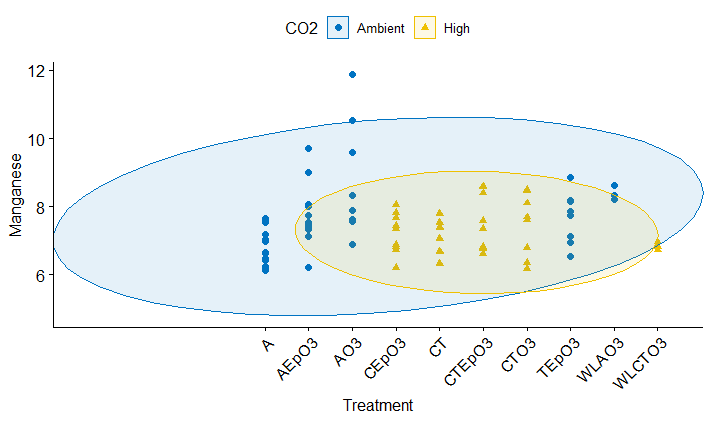 CO2 Ambient High
Manganese
12
10
8
6
A
AEpO3
AO3
CEpO3
CT
CTEpO3
CTO3
TEpO3
WLAO3
WLCTO3
Treatment